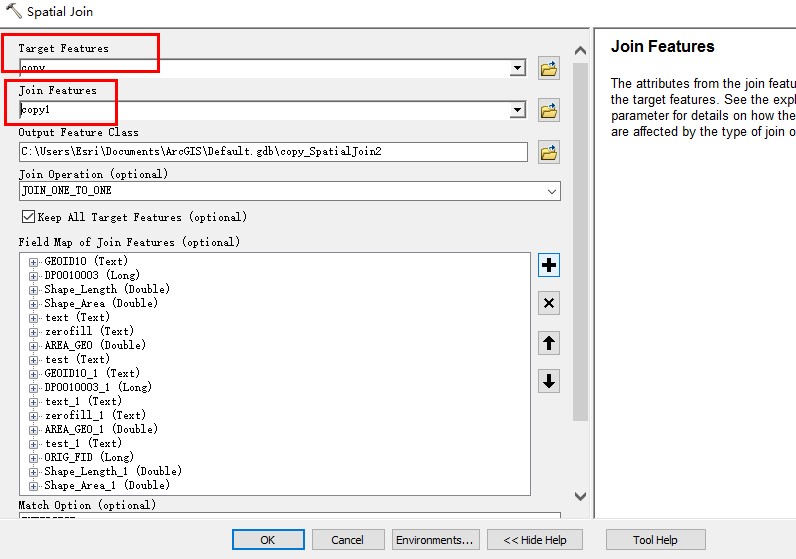 Spatial Join
Target Features
copy
Join Features
copy1
Output Feature Class
C:\Users\Esri\Documents\ArcGIS\Default.gdb\copy_SpatialJoin2
Join Operation (optional)
JOIN_ONE_TO_ONE
Keep All Target Features (optional)
Field Map of Join Features (optional)
GEOID10 (Text)
DP0010003 (Long)
Shape_Length (Double)
Shape_Area (Double)
text (Text)
zerofill (Text)
AREA_GEO (Double)
test (Text)
GEOID10_1 (Text)
DP0010003_1 (Long)
text_1 (Text)
zerofill_1 (Text)
AREA_GEO_1 (Double)
test_1 (Text)
ORIG_FID (Long)
Shape_Length_1 (Double)
Shape_Area_1 (Double)
Match Option (optional)
OK
Cancel
Environments...
<< Hide Help
Tool Help
Join Features
The attributes from the join featu
the target features. See the expl
parameter for details on how the
are affected by the type of join o